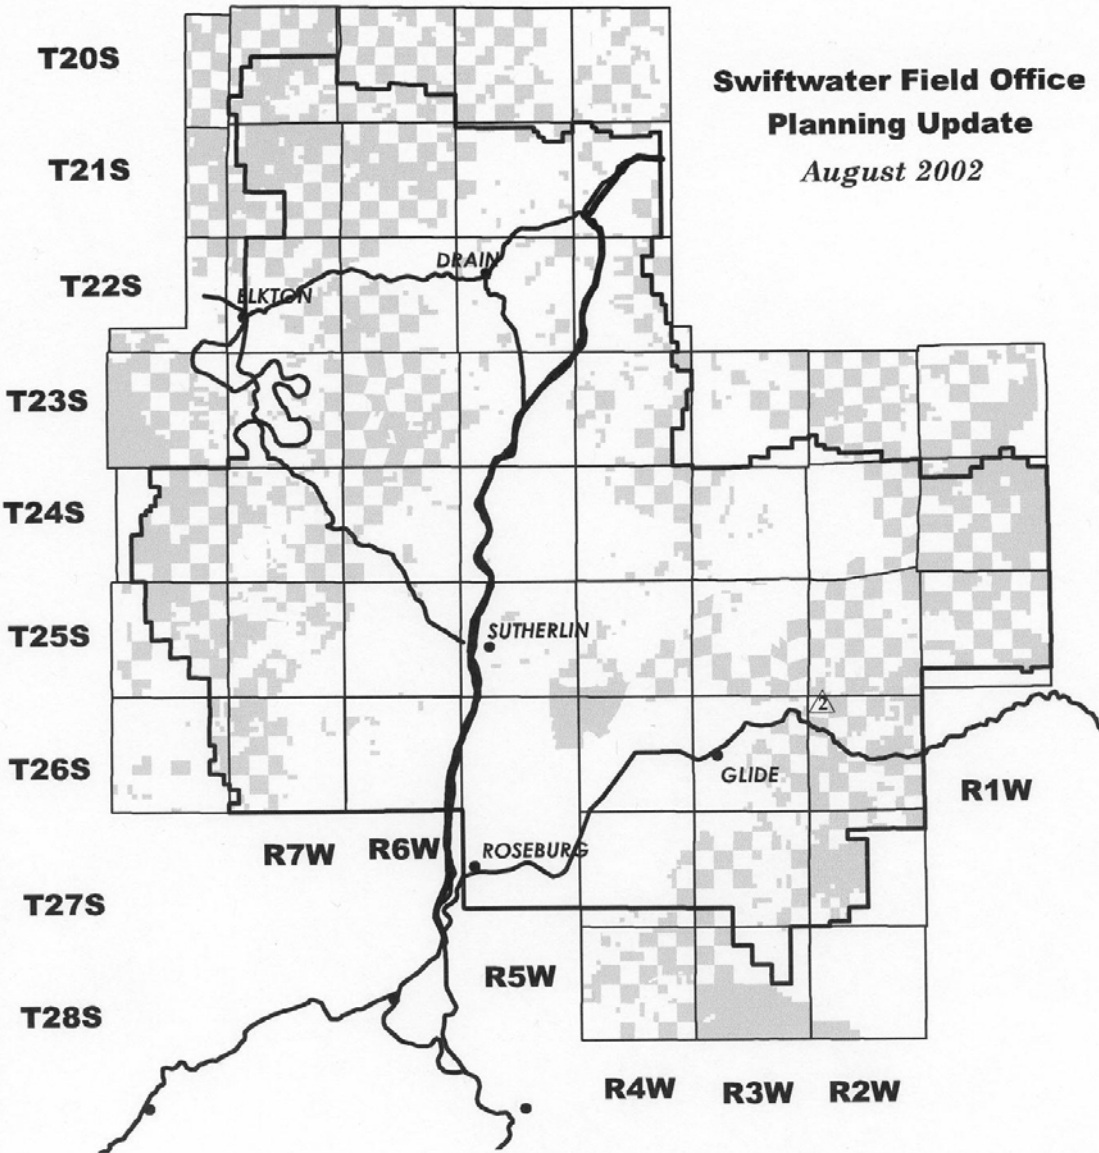 T20S
Swiftwater Field Office
Planning Update
August 2002
T21S
DRAIN
T22S
ELKTON
T23S
T24S
T25S
SUTHERLIN
2
T26S
GLIDE
R1W
R7W
R6W
ROSEBURG
T27S
R5W
T28S
R4W
R3W
R2W